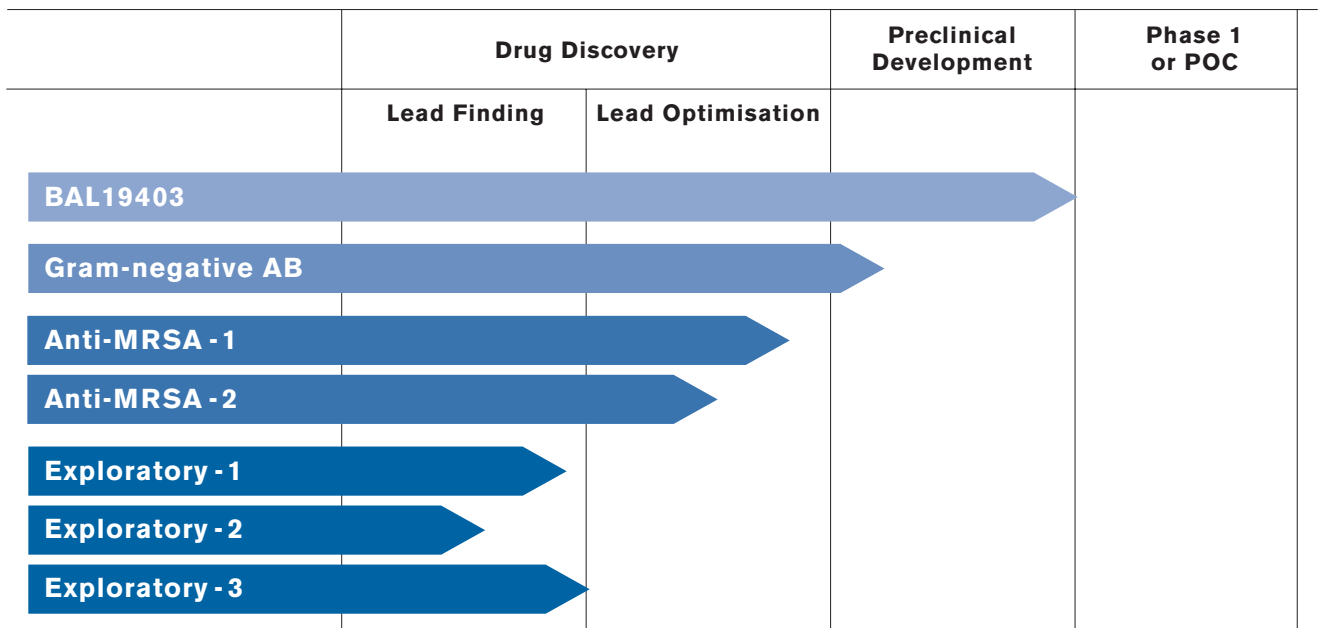 Drug Discovery
Preclinical
Development
Phase 1
or POC
Lead Finding
Lead Optimisation
BAL19403
Gram-negative AB
Anti-MRSA - 1
Anti-MRSA - 2
Exploratory - 1
Exploratory - 2
Exploratory - 3